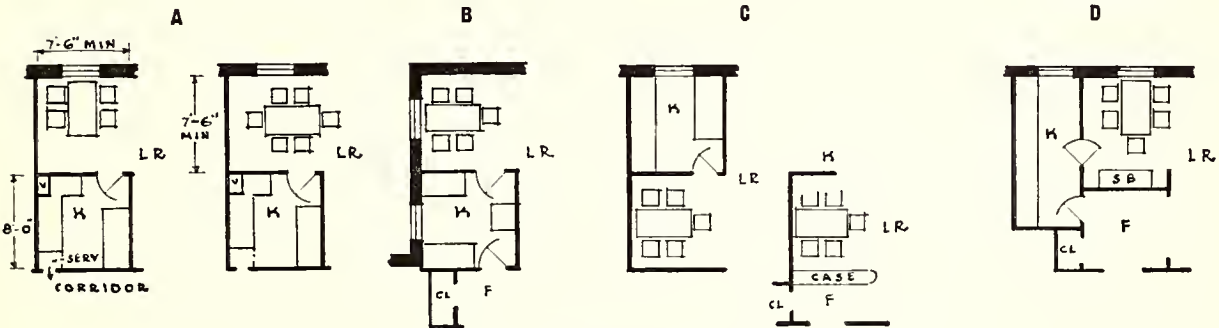 A
B
C
D
7'-6" MIN
7'-6"
MIN
LR
LR
LR
K
LR
K
LR
K
LR
8'-0"
V
K
SERV
CORRIDOR
V
K
K
CL
F
CASE
CL
F
SB
F
CL